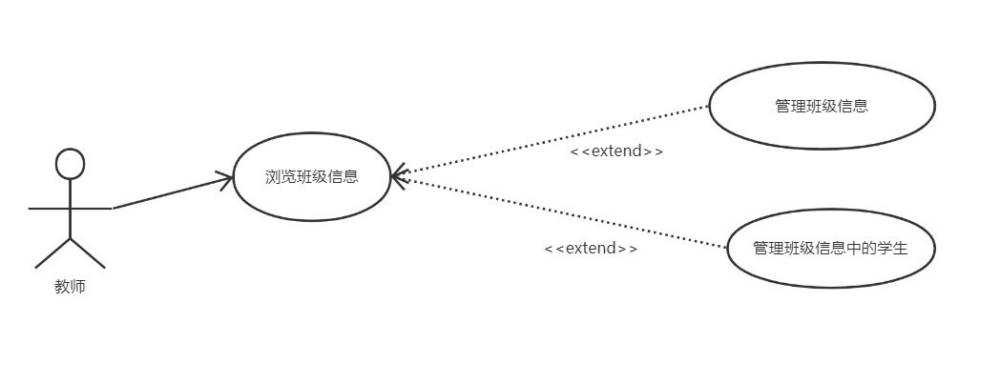 管理班级信息
<<extend>>
浏览班级信息
<<extend>>
管理班级信息中的学生
教师